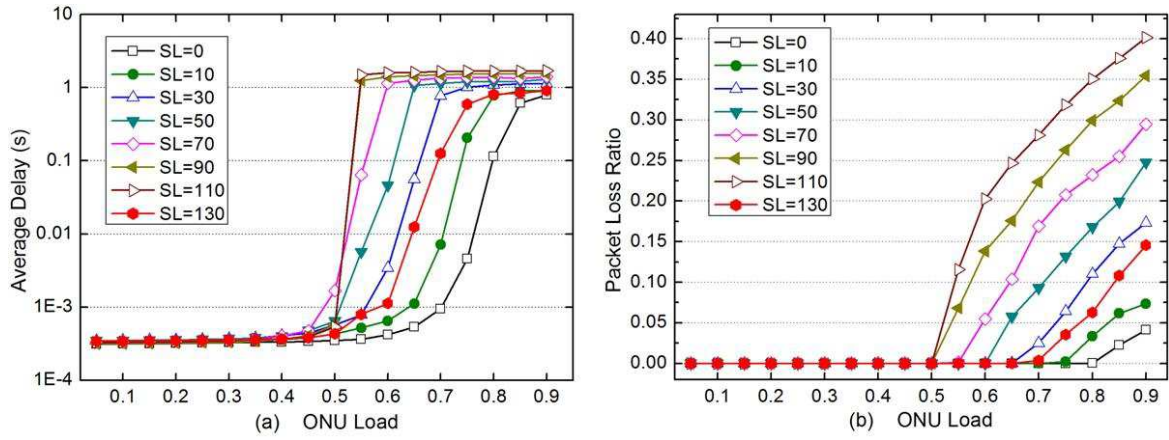 10
1
0.1
0.01
1E-3
1E-4
Average Delay (s)
SL=0
SL=10
SL=30
SL=50
SL=70
SL=90
SL=110
SL=130
0.1 0.2 0.3 0.4 0.5 0.6 0.7 0.8 0.9
(a) ONU Load
0.40
0.35
0.30
0.25
0.20
0.15
0.10
0.05
0.00
Packet Loss Ratio
SL=0
SL=10
SL=30
SL=50
SL=70
SL=90
SL=110
SL=130
0.1 0.2 0.3 0.4 0.5 0.6 0.7 0.8 0.9
(b) ONU Load